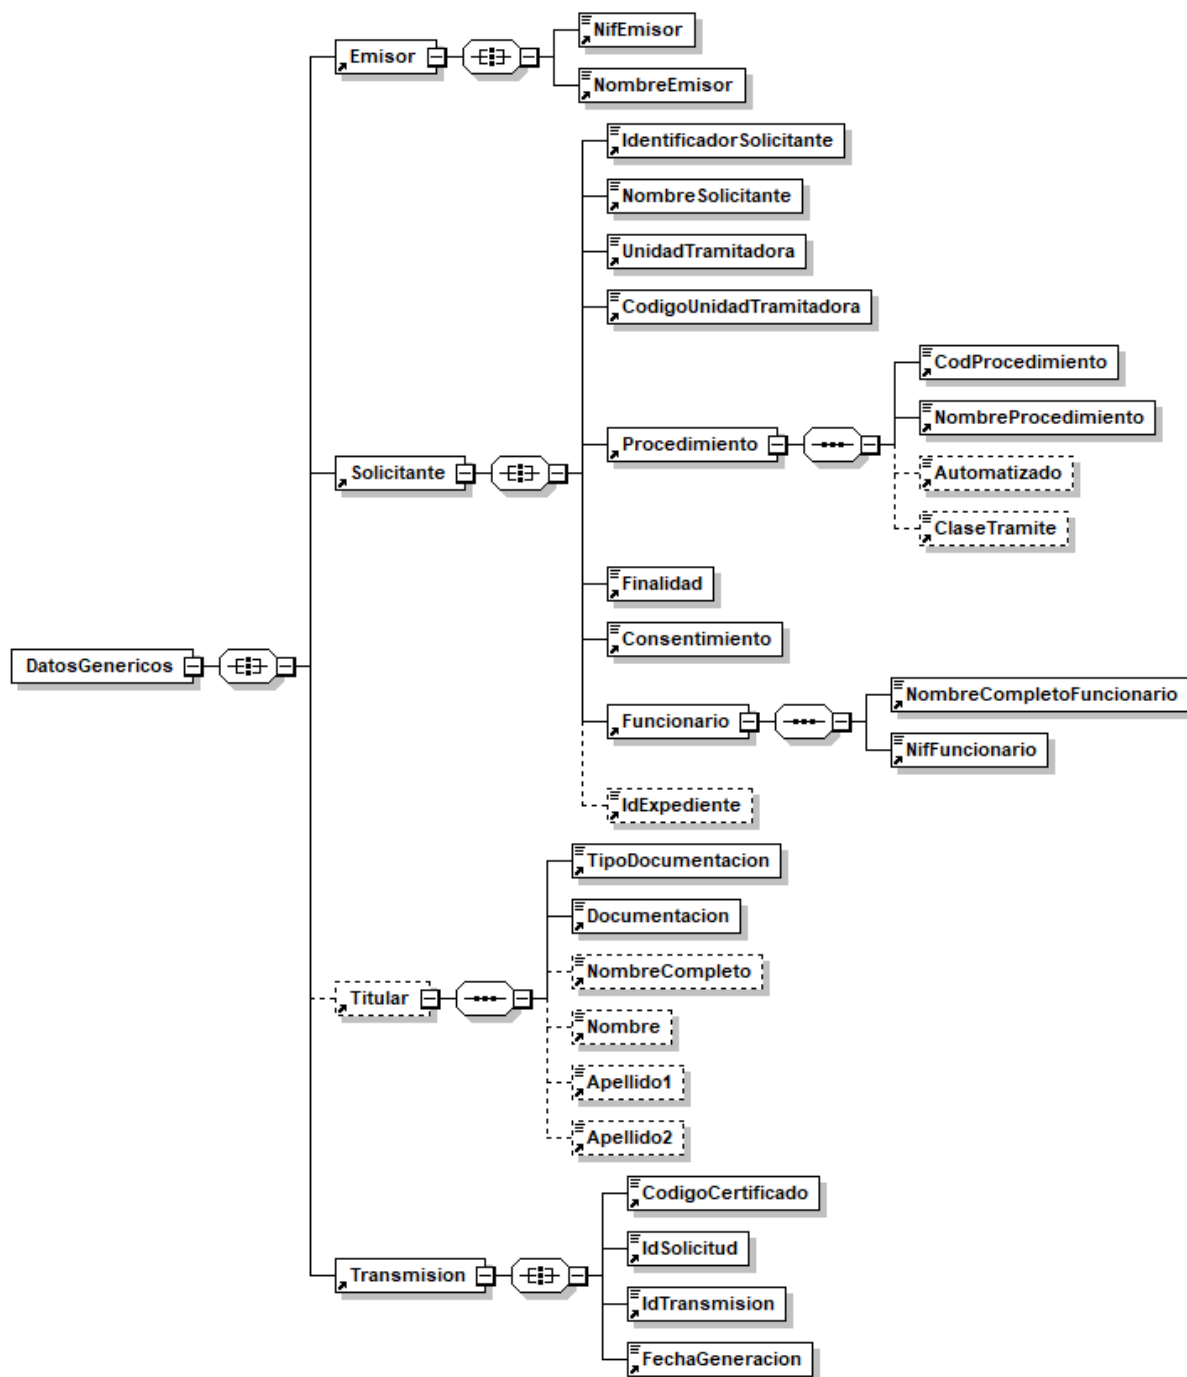 NifEmisor
Emisor
NombreEmisor
IdentificadorSolicitante
NombreSolicitante
UnidadTramitadora
CodigoUnidadTramitadora
CodProcedimiento
NombreProcedimiento
Procedimiento
Automatizado
Solicitante
ClaseTramite
Finalidad
Consentimiento
DatosGenericos
NombreCompletoFuncionario
Funcionario
NifFuncionario
IdExpediente
TipoDocumentacion
Documentacion
NombreCompleto
Titular
Nombre
Apellido1
Apellido2
CodigoCertificado
IdSolicitud
Transmision
IdTransmision
FechaGeneracion